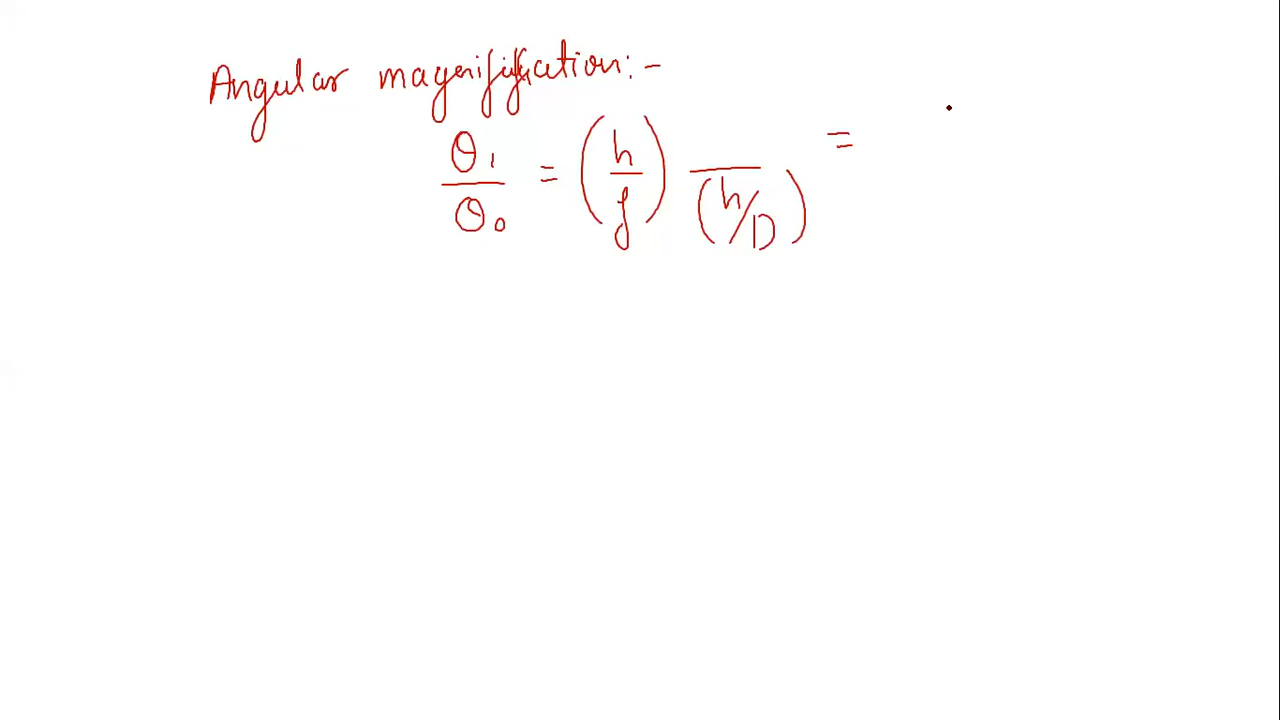 Angular magnification:-
θ₁/θ₀ = (h/f) / (h/D) =